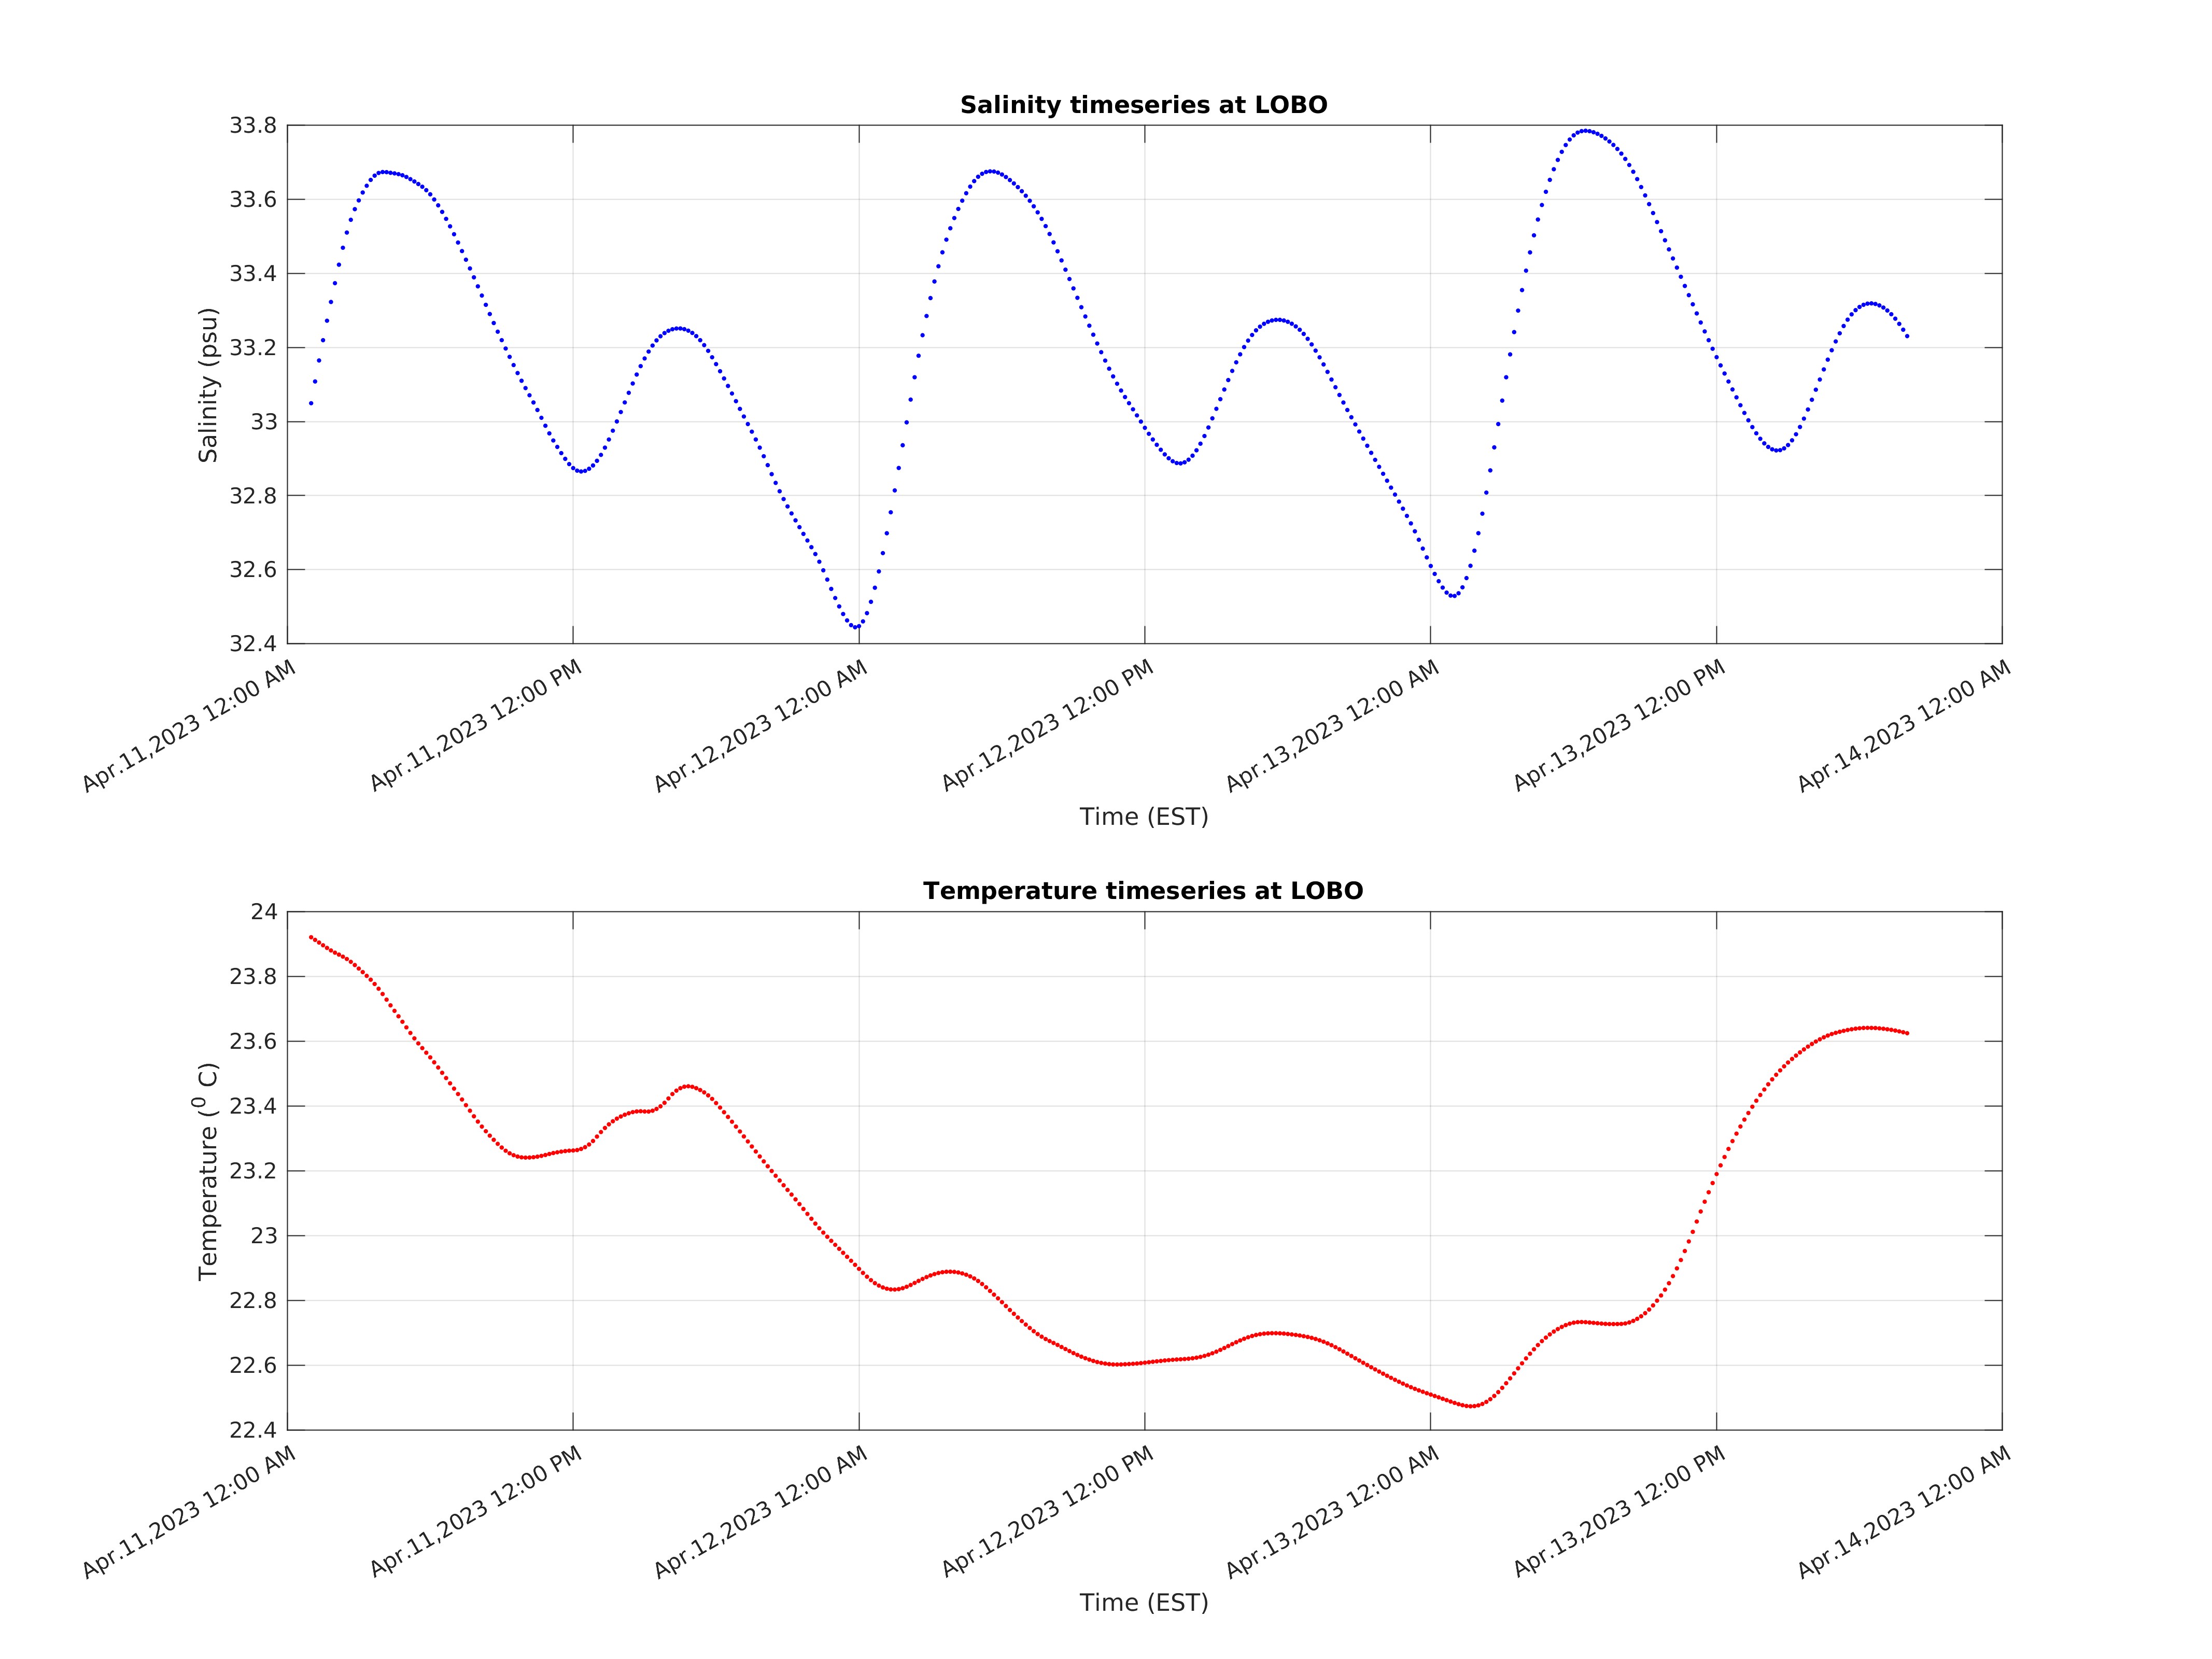 Salinity timeseries at LOBO
33.8
33.6
33.4
33.2
33
32.8
32.6
32.4
Salinity (psu)
Apr.11,2023 12:00 AM
Apr.11,2023 12:00 PM
Apr.12,2023 12:00 AM
Apr.12,2023 12:00 PM
Apr.13,2023 12:00 AM
Apr.13,2023 12:00 PM
Apr.14,2023 12:00 AM
Time (EST)
Temperature timeseries at LOBO
24
23.8
23.6
23.4
23.2
23
22.8
22.6
22.4
Temperature (⁰ C)
Apr.11,2023 12:00 AM
Apr.11,2023 12:00 PM
Apr.12,2023 12:00 AM
Apr.12,2023 12:00 PM
Apr.13,2023 12:00 AM
Apr.13,2023 12:00 PM
Apr.14,2023 12:00 AM
Time (EST)